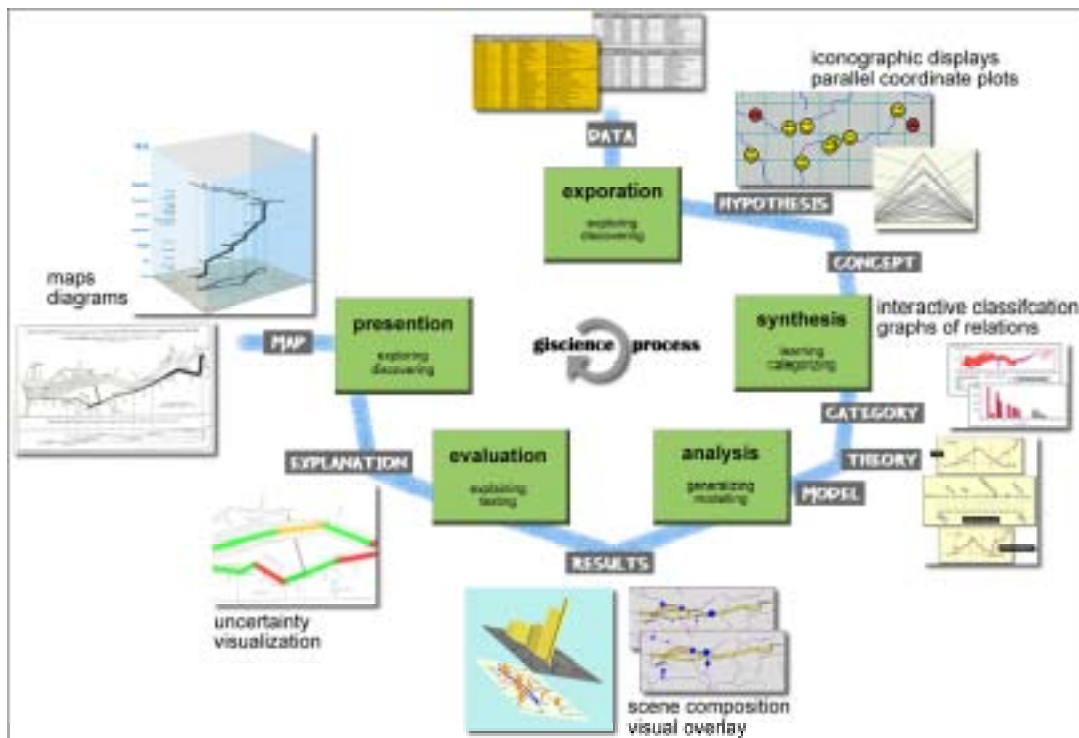 iconographic displays
parallel coordinate plots
DATA
exporation
exploring
discovering
HYPOTHESIS
CONCEPT
maps
diagrams
MAP
presention
exploring
discovering
giscience process
synthesis
learning
categorizing
interactive classifcation
graphs of relations
CATEGORY
THEORY
MODEL
analysis
generalizing
modelling
evaluation
explaining
testing
EXPLANATION
RESULTS
uncertainty
visualization
scene composition
visual overlay